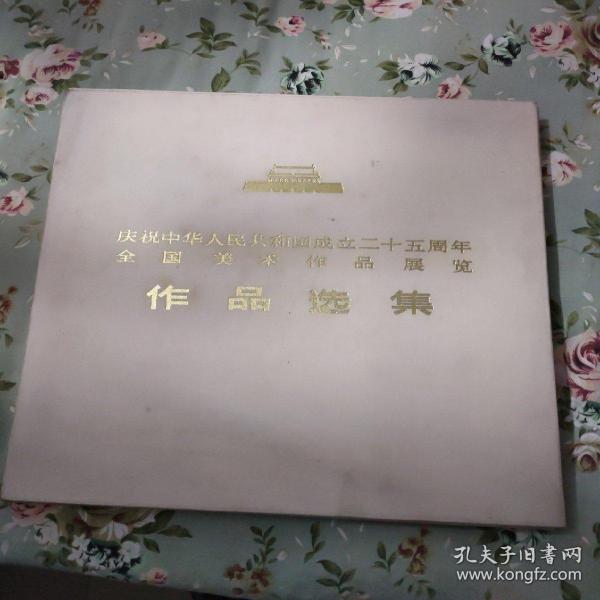 庆祝中华人民共和国成立二十五周年
全国美术作品展览
作品选集
孔夫子旧书网
www.kongfz.com